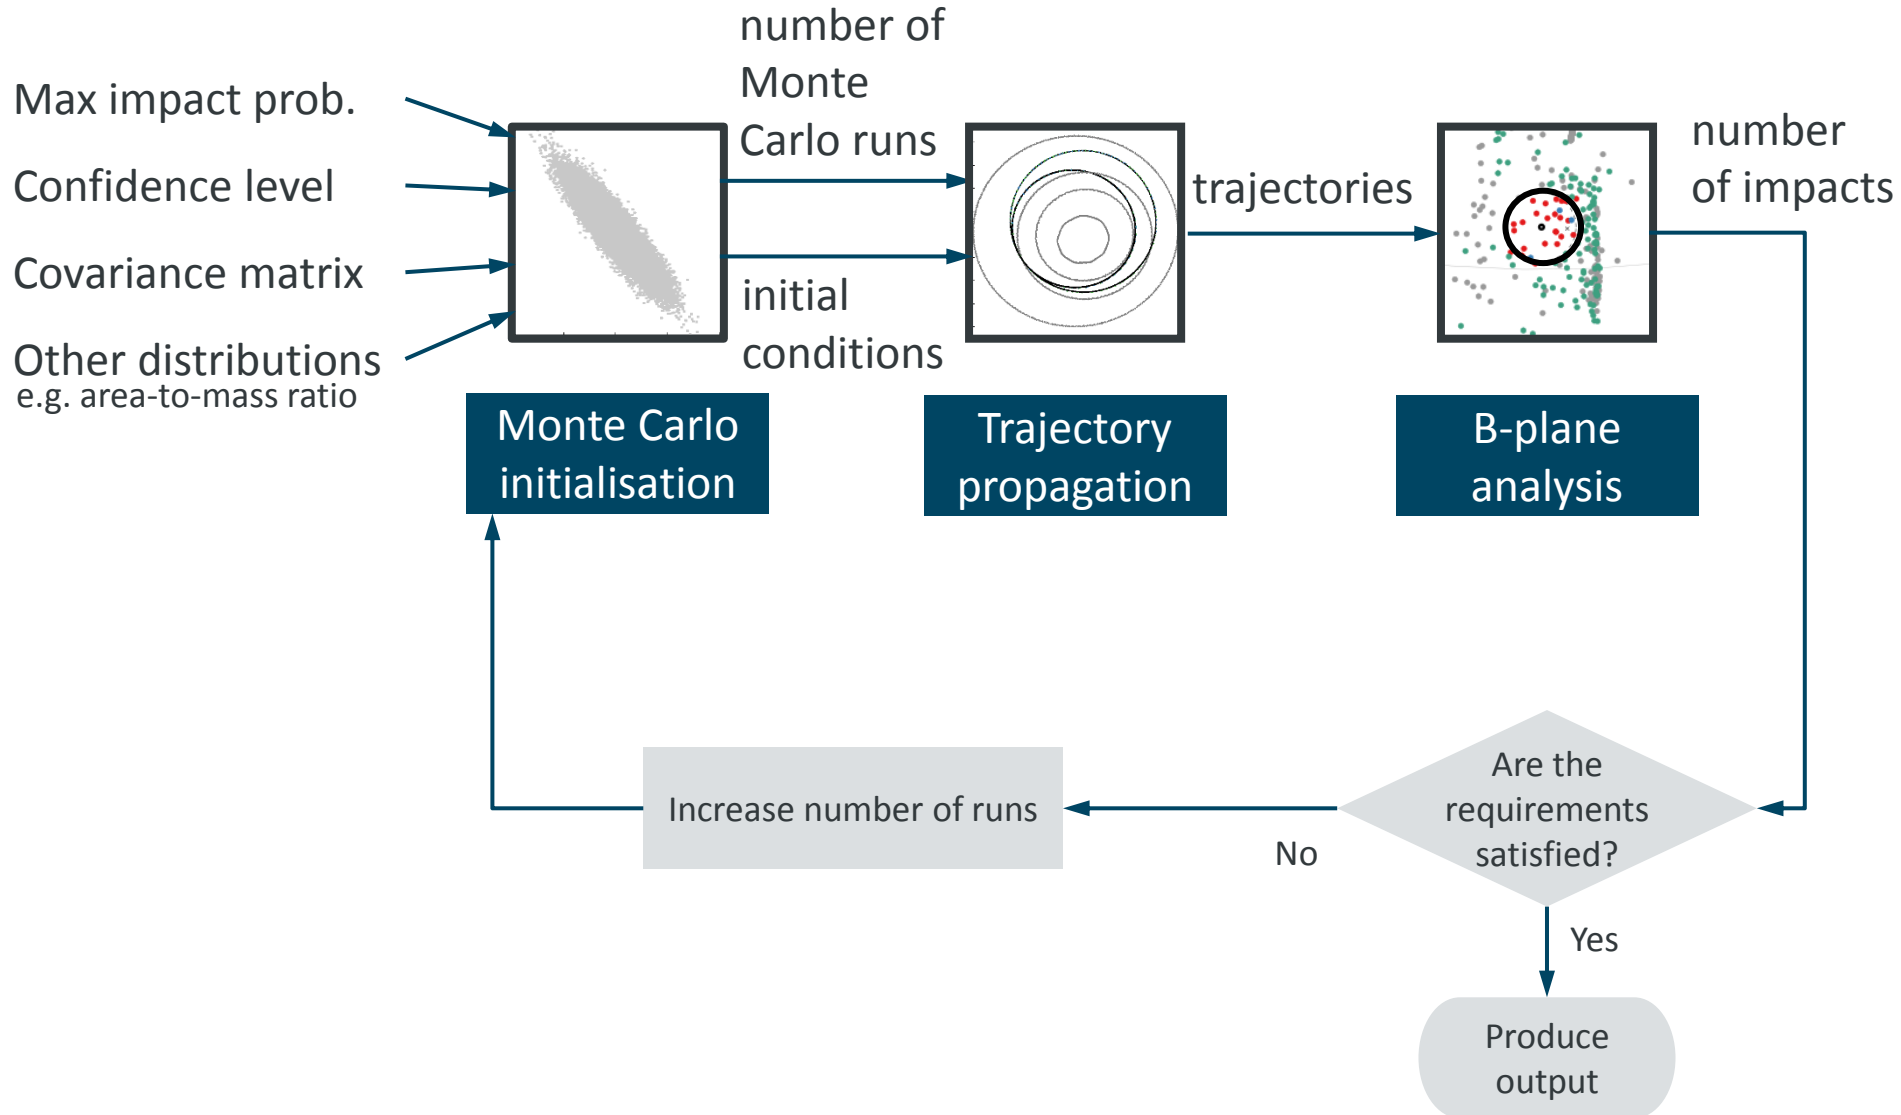 Max impact prob.
Confidence level
Covariance matrix
Other distributions
e.g. area-to-mass ratio
number of
Monte
Carlo runs
initial
conditions
trajectories
number
of impacts
Monte Carlo
initialisation
Trajectory
propagation
B-plane
analysis
Are the
requirements
satisfied?
No
Increase number of runs
Yes
Produce
output